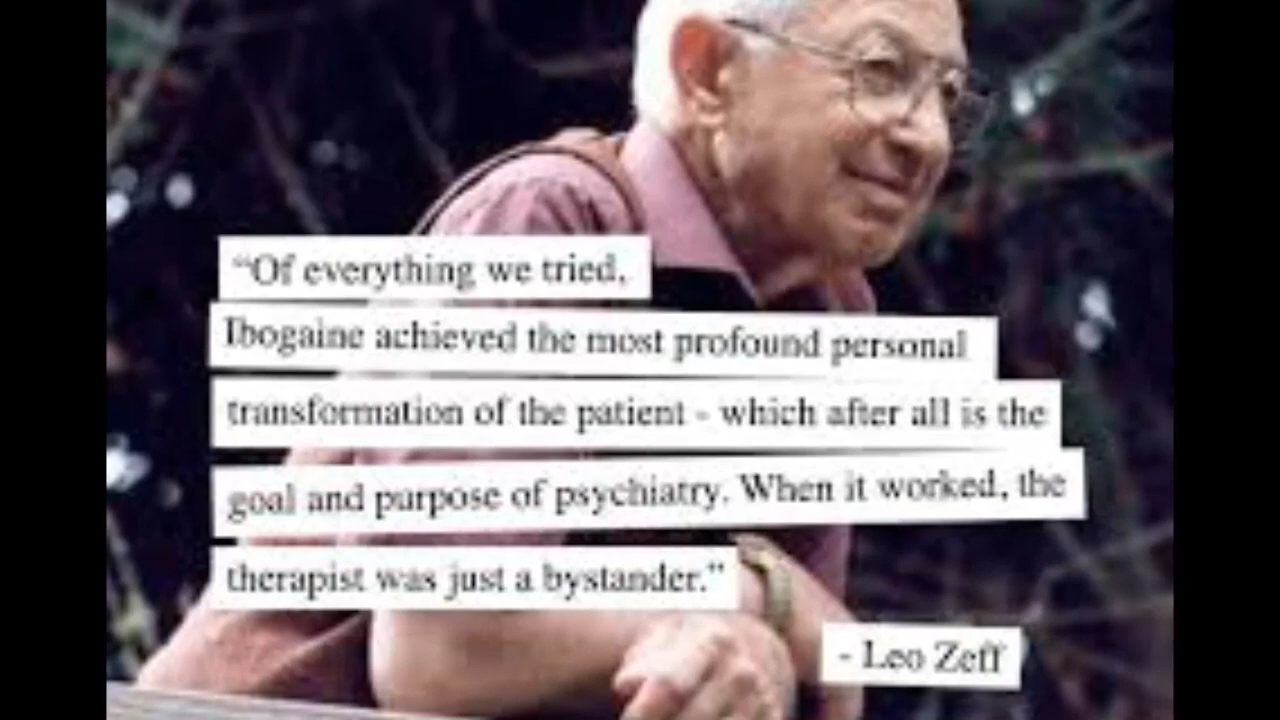 “Of everything we tried,
Ibogaine achieved the most profound personal
transformation of the patient - which after all is the
goal and purpose of psychiatry. When it worked, the
therapist was just a bystander.”
- Leo Zeff